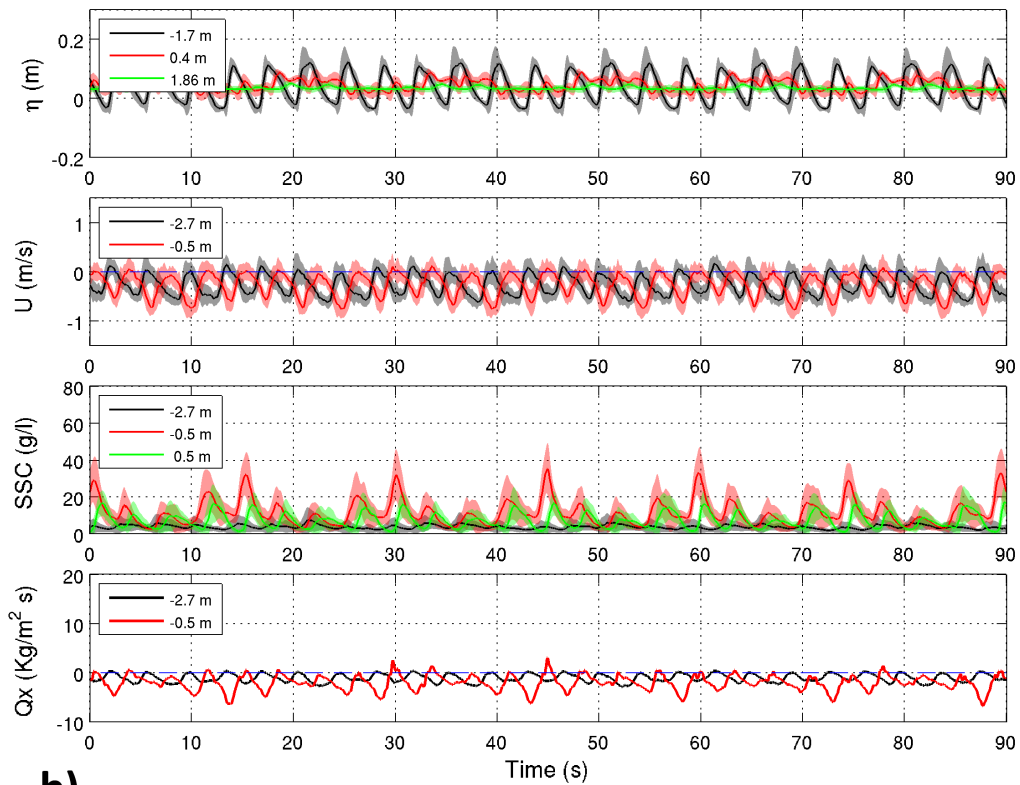 0.2
0
-0.2
η (m)
-1.7 m
0.4 m
1.86 m
0 10 20 30 40 50 60 70 80 90
1
0
-1
U (m/s)
-2.7 m
-0.5 m
0 10 20 30 40 50 60 70 80 90
80
60
40
20
0
SSC (g/l)
-2.7 m
-0.5 m
0.5 m
0 10 20 30 40 50 60 70 80 90
20
10
0
-10
Qx (Kg/m² s)
-2.7 m
-0.5 m
0 10 20 30 40 50 60 70 80 90
Time (s)
b)